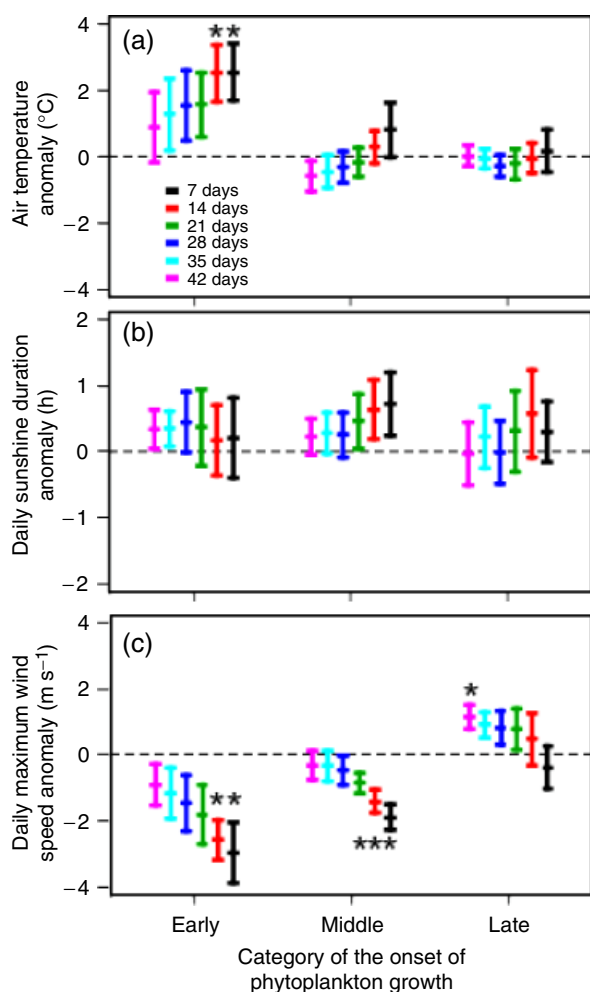 4
(a)
**
2
0
−2
−4
Air temperature
anomaly (°C)
7 days
14 days
21 days
28 days
35 days
42 days
2
(b)
1
0
−1
−2
Daily sunshine duration
anomaly (h)
4
(c)
*
2
0
**
−2
***
−4
Daily maximum wind
speed anomaly (m s⁻¹)
Early Middle Late
Category of the onset of
phytoplankton growth